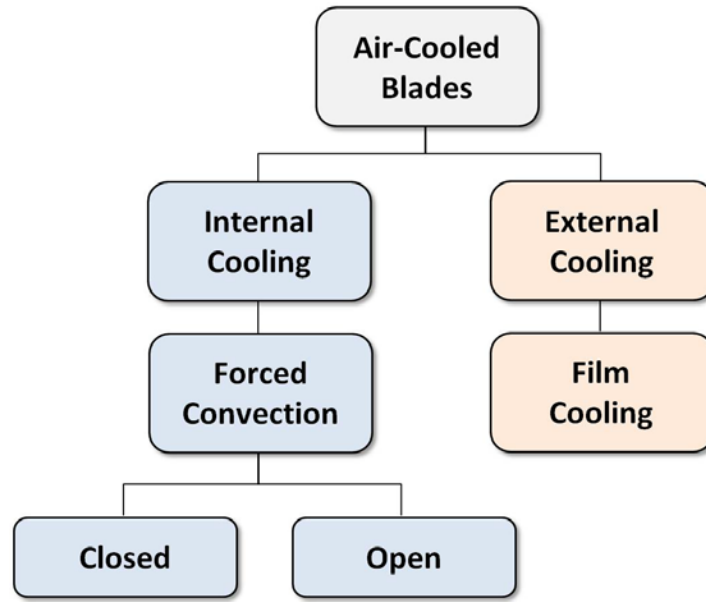 Air-Cooled
Blades
Internal
Cooling
External
Cooling
Forced
Convection
Film
Cooling
Closed
Open